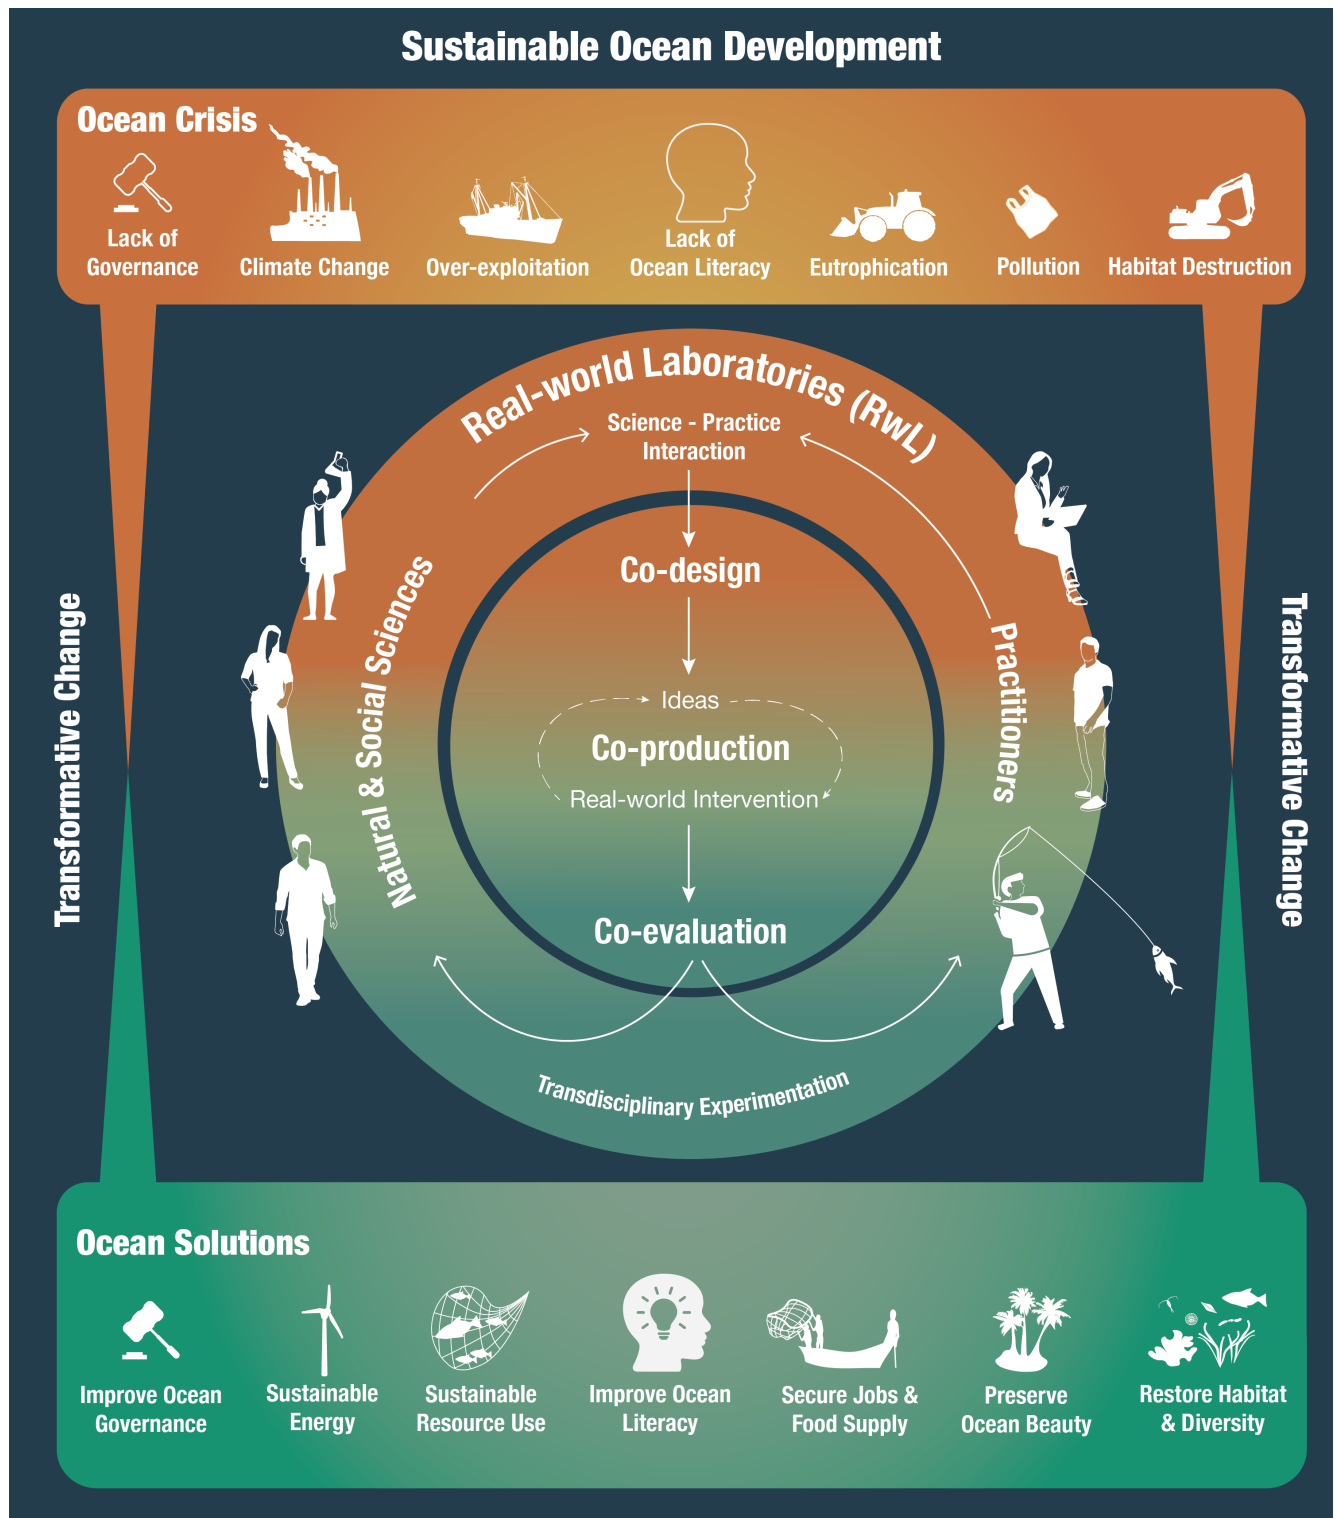 Sustainable Ocean Development
Ocean Crisis
Lack of
Governance
Climate Change
Over-exploitation
Lack of
Ocean Literacy
Eutrophication
Pollution
Habitat Destruction
Real-world Laboratories (RwL)
Science - Practice
Interaction
Co-design
Ideas
Co-production
Real-world Intervention
Co-evaluation
Natural & Social Sciences
Practitioners
Transdisciplinary Experimentation
Transformative Change
Transformative Change
Ocean Solutions
Improve Ocean
Governance
Sustainable
Energy
Sustainable
Resource Use
Improve Ocean
Literacy
Secure Jobs &
Food Supply
Preserve
Ocean Beauty
Restore Habitat
& Diversity